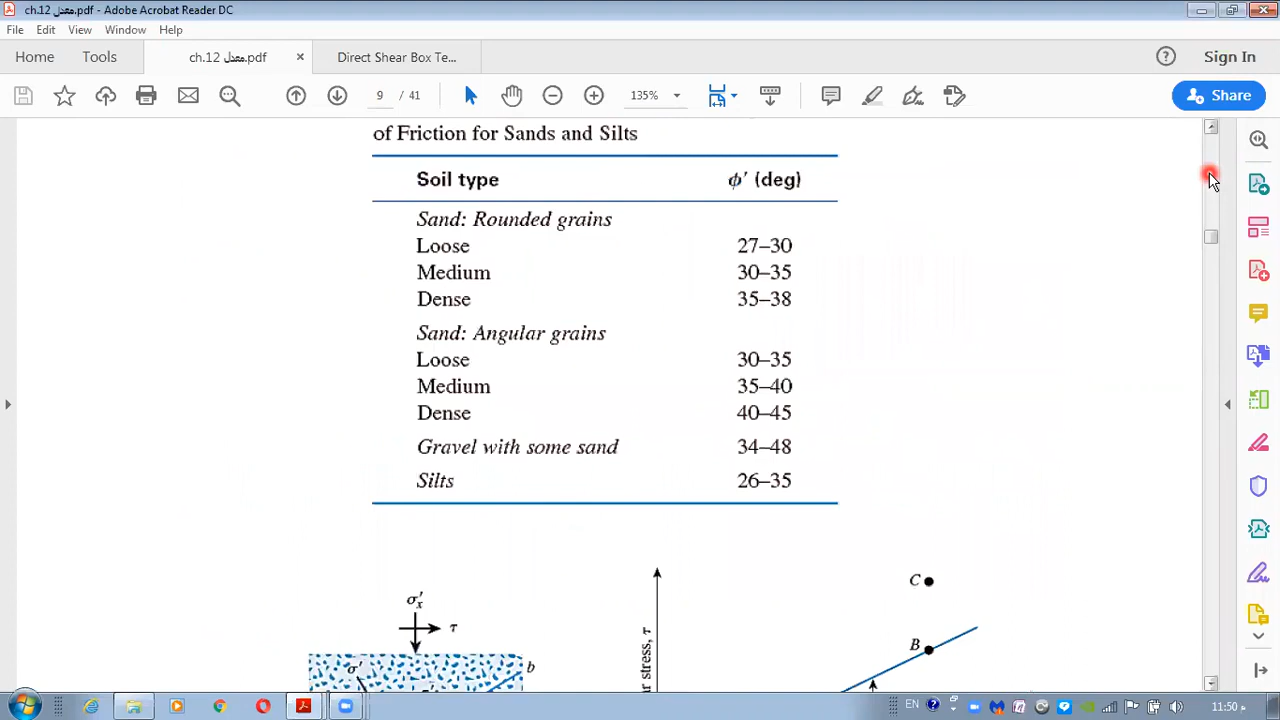 ch.12 معدل.pdf - Adobe Acrobat Reader DC
File Edit View Window Help
Home Tools ch.12 معدل.pdf × Direct Shear Box Te... Sign In
9 / 41 135% Share
of Friction for Sands and Silts
Soil type ϕ′ (deg)
Sand: Rounded grains
Loose 27–30
Medium 30–35
Dense 35–38
Sand: Angular grains
Loose 30–35
Medium 35–40
Dense 40–45
Gravel with some sand 34–48
Silts 26–35
C
σ′x
τ
B
b
σ′
ar stress, τ
EN 11:50 م